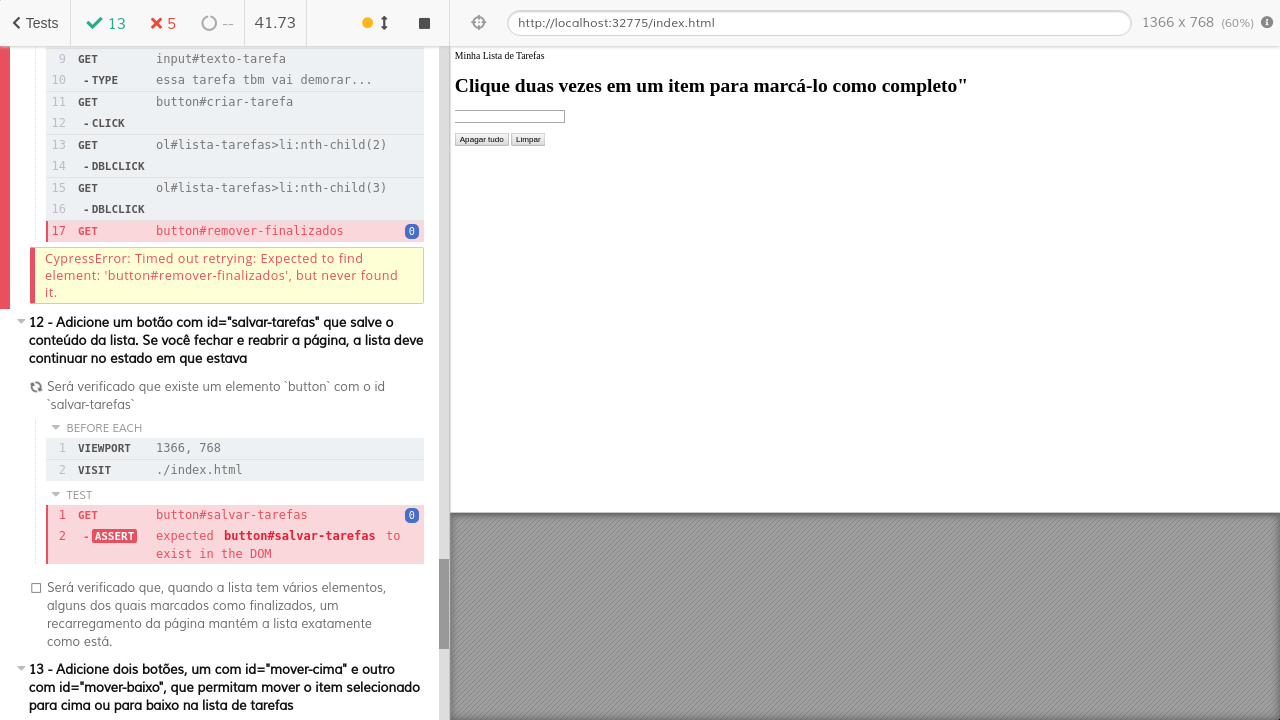 Tests 13 5 -- 41.73
http://localhost:32775/index.html 1366 x 768 (60%)
9 GET input#texto-tarefa
10 -TYPE essa tarefa tbm vai demorar...
11 GET button#criar-tarefa
12 -CLICK
13 GET ol#lista-tarefas>li:nth-child(2)
14 -DBLCLICK
15 GET ol#lista-tarefas>li:nth-child(3)
16 -DBLCLICK
17 GET button#remover-finalizados 0
CypressError: Timed out retrying: Expected to find
element: 'button#remover-finalizados', but never found
it.
12 - Adicione um botão com id="salvar-tarefas" que salve o
conteúdo da lista. Se você fechar e reabrir a página, a lista deve
continuar no estado em que estava
Será verificado que existe um elemento `button` com o id
`salvar-tarefas`
BEFORE EACH
1 VIEWPORT 1366, 768
2 VISIT ./index.html
TEST
1 GET button#salvar-tarefas 0
2 -ASSERT expected button#salvar-tarefas to
exist in the DOM
Será verificado que, quando a lista tem vários elementos,
alguns dos quais marcados como finalizados, um
recarregamento da página mantém a lista exatamente
como está.
13 - Adicione dois botões, um com id="mover-cima" e outro
com id="mover-baixo", que permitam mover o item selecionado
para cima ou para baixo na lista de tarefas
Minha Lista de Tarefas
Clique duas vezes em um item para marcá-lo como completo"
Apagar tudo Limpar